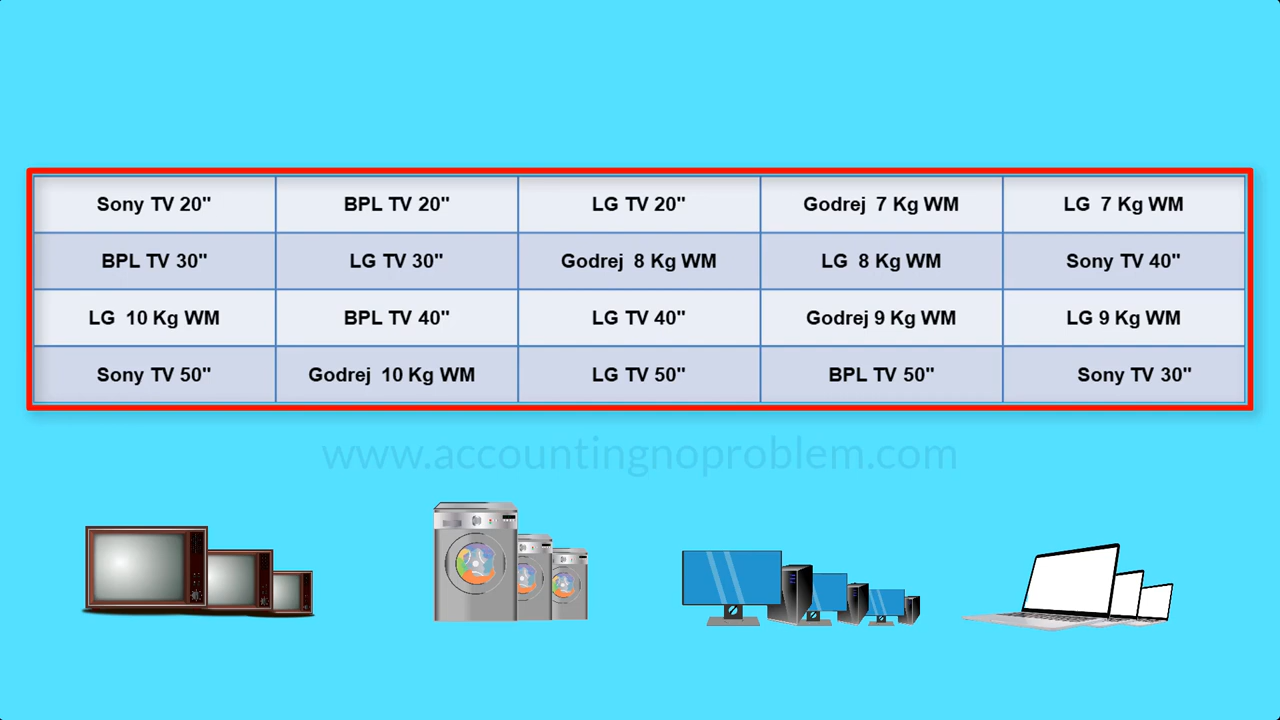 Sony TV 20" BPL TV 20" LG TV 20" Godrej 7 Kg WM LG 7 Kg WM
BPL TV 30" LG TV 30" Godrej 8 Kg WM LG 8 Kg WM Sony TV 40"
LG 10 Kg WM BPL TV 40" LG TV 40" Godrej 9 Kg WM LG 9 Kg WM
Sony TV 50" Godrej 10 Kg WM LG TV 50" BPL TV 50" Sony TV 30"
www.accountingnoproblem.com